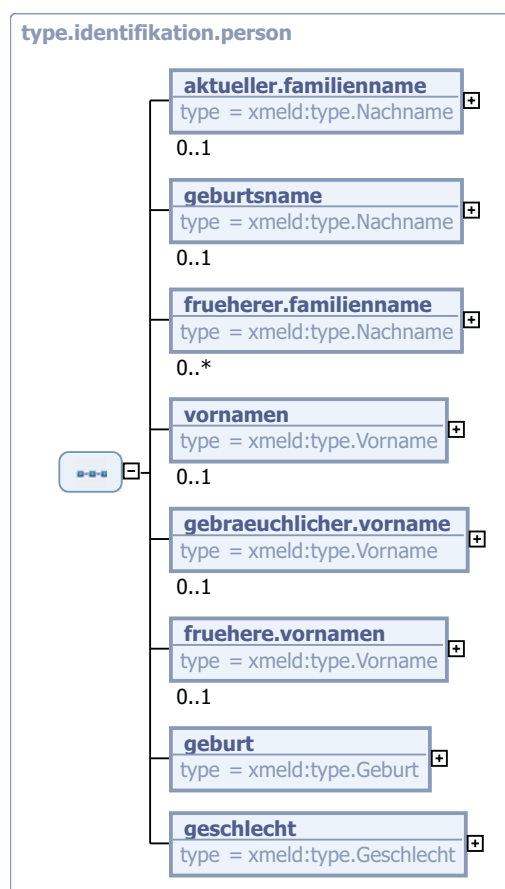 type.identifikation.person
aktueller.familienname
type = xmeld:type.Nachname
0..1
geburtsname
type = xmeld:type.Nachname
0..1
frueherer.familienname
type = xmeld:type.Nachname
0..*
vornamen
type = xmeld:type.Vorname
0..1
gebraeuchlicher.vorname
type = xmeld:type.Vorname
0..1
fruehere.vornamen
type = xmeld:type.Vorname
0..1
geburt
type = xmeld:type.Geburt
geschlecht
type = xmeld:type.Geschlecht